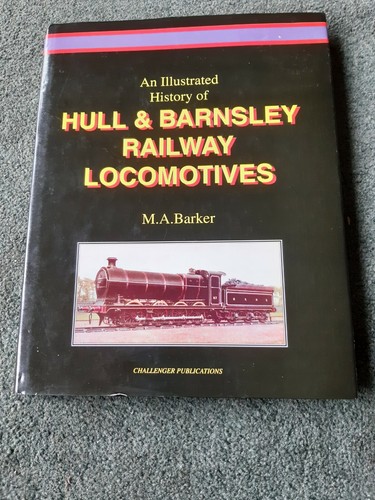 An Illustrated
History of
HULL & BARNSLEY
RAILWAY
LOCOMOTIVES
M.A.Barker
CHALLENGER PUBLICATIONS